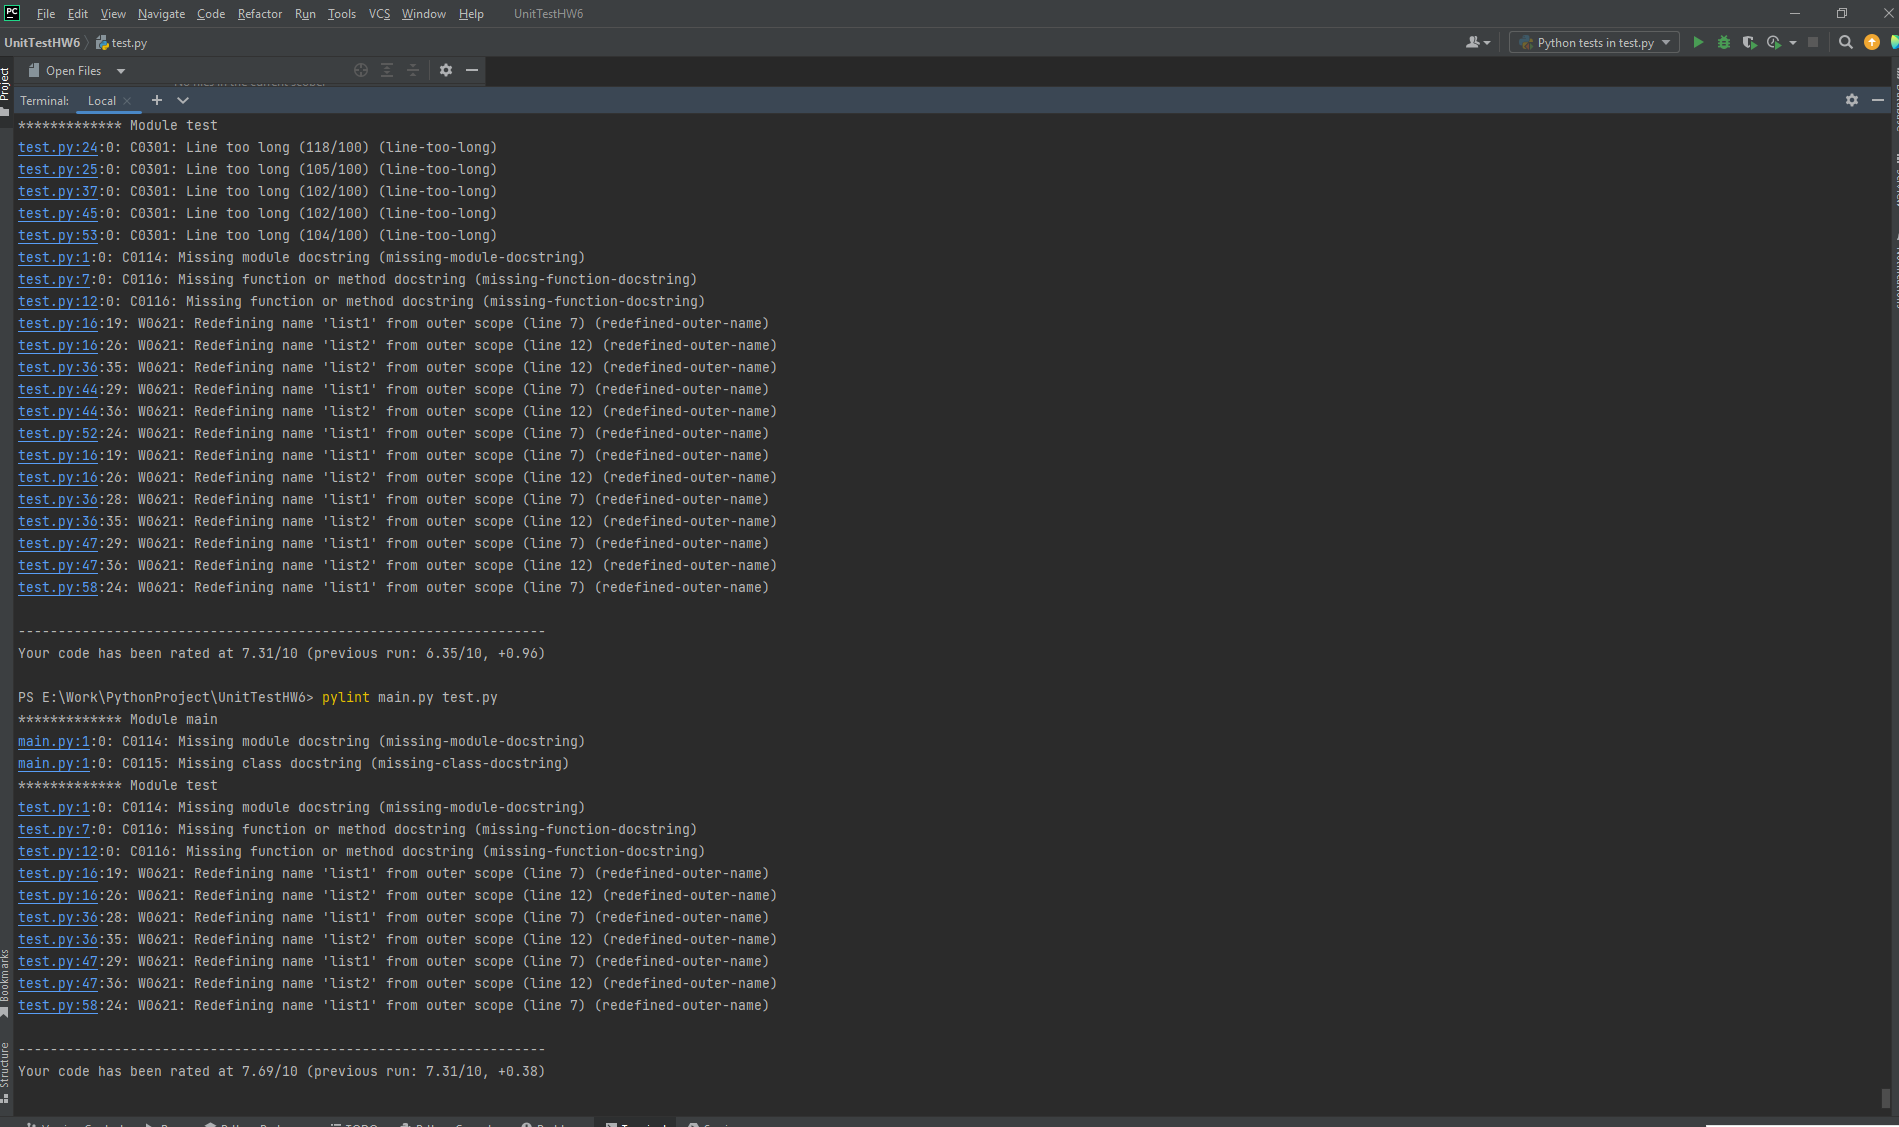 PC File Edit View Navigate Code Refactor Run Tools VCS Window Help UnitTestHW6
UnitTestHW6 test.py Python tests in test.py
Project
Open Files
Terminal: Local
************* Module test
test.py:24:0: C0301: Line too long (118/100) (line-too-long)
test.py:25:0: C0301: Line too long (105/100) (line-too-long)
test.py:37:0: C0301: Line too long (102/100) (line-too-long)
test.py:45:0: C0301: Line too long (102/100) (line-too-long)
test.py:53:0: C0301: Line too long (104/100) (line-too-long)
test.py:1:0: C0114: Missing module docstring (missing-module-docstring)
test.py:7:0: C0116: Missing function or method docstring (missing-function-docstring)
test.py:12:0: C0116: Missing function or method docstring (missing-function-docstring)
test.py:16:19: W0621: Redefining name 'list1' from outer scope (line 7) (redefined-outer-name)
test.py:16:26: W0621: Redefining name 'list2' from outer scope (line 12) (redefined-outer-name)
test.py:36:35: W0621: Redefining name 'list2' from outer scope (line 12) (redefined-outer-name)
test.py:44:29: W0621: Redefining name 'list1' from outer scope (line 7) (redefined-outer-name)
test.py:44:36: W0621: Redefining name 'list2' from outer scope (line 12) (redefined-outer-name)
test.py:52:24: W0621: Redefining name 'list1' from outer scope (line 7) (redefined-outer-name)
test.py:16:19: W0621: Redefining name 'list1' from outer scope (line 7) (redefined-outer-name)
test.py:16:26: W0621: Redefining name 'list2' from outer scope (line 12) (redefined-outer-name)
test.py:36:28: W0621: Redefining name 'list1' from outer scope (line 7) (redefined-outer-name)
test.py:36:35: W0621: Redefining name 'list2' from outer scope (line 12) (redefined-outer-name)
test.py:47:29: W0621: Redefining name 'list1' from outer scope (line 7) (redefined-outer-name)
test.py:47:36: W0621: Redefining name 'list2' from outer scope (line 12) (redefined-outer-name)
test.py:58:24: W0621: Redefining name 'list1' from outer scope (line 7) (redefined-outer-name)
------------------------------------------------------------------
Your code has been rated at 7.31/10 (previous run: 6.35/10, +0.96)
PS E:\Work\PythonProject\UnitTestHW6> pylint main.py test.py
************* Module main
main.py:1:0: C0114: Missing module docstring (missing-module-docstring)
main.py:1:0: C0115: Missing class docstring (missing-class-docstring)
************* Module test
test.py:1:0: C0114: Missing module docstring (missing-module-docstring)
test.py:7:0: C0116: Missing function or method docstring (missing-function-docstring)
test.py:12:0: C0116: Missing function or method docstring (missing-function-docstring)
test.py:16:19: W0621: Redefining name 'list1' from outer scope (line 7) (redefined-outer-name)
test.py:16:26: W0621: Redefining name 'list2' from outer scope (line 12) (redefined-outer-name)
test.py:36:28: W0621: Redefining name 'list1' from outer scope (line 7) (redefined-outer-name)
test.py:36:35: W0621: Redefining name 'list2' from outer scope (line 12) (redefined-outer-name)
test.py:47:29: W0621: Redefining name 'list1' from outer scope (line 7) (redefined-outer-name)
test.py:47:36: W0621: Redefining name 'list2' from outer scope (line 12) (redefined-outer-name)
test.py:58:24: W0621: Redefining name 'list1' from outer scope (line 7) (redefined-outer-name)
------------------------------------------------------------------
Your code has been rated at 7.69/10 (previous run: 7.31/10, +0.38)
Bookmarks
Structure